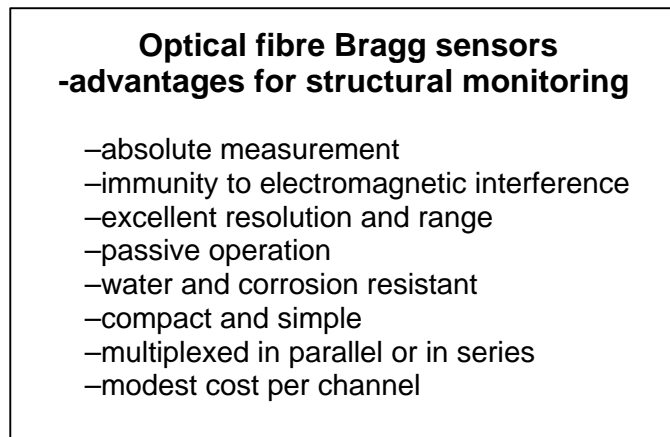 Optical fibre Bragg sensors
-advantages for structural monitoring
–absolute measurement
–immunity to electromagnetic interference
–excellent resolution and range
–passive operation
–water and corrosion resistant
–compact and simple
–multiplexed in parallel or in series
–modest cost per channel